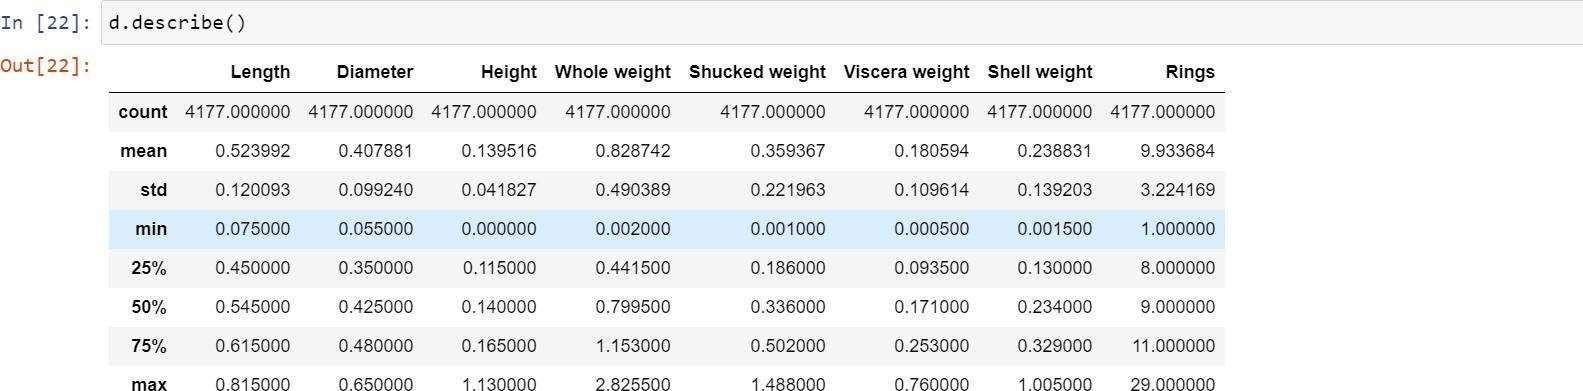 In [22]: d.describe()
Out[22]:
Length Diameter Height Whole weight Shucked weight Viscera weight Shell weight Rings
count 4177.000000 4177.000000 4177.000000 4177.000000 4177.000000 4177.000000 4177.000000 4177.000000
mean 0.523992 0.407881 0.139516 0.828742 0.359367 0.180594 0.238831 9.933684
std 0.120093 0.099240 0.041827 0.490389 0.221963 0.109614 0.139203 3.224169
min 0.075000 0.055000 0.000000 0.002000 0.001000 0.000500 0.001500 1.000000
25% 0.450000 0.350000 0.115000 0.441500 0.186000 0.093500 0.130000 8.000000
50% 0.545000 0.425000 0.140000 0.799500 0.336000 0.171000 0.234000 9.000000
75% 0.615000 0.480000 0.165000 1.153000 0.502000 0.253000 0.329000 11.000000
max 0.815000 0.650000 1.130000 2.825500 1.488000 0.760000 1.005000 29.000000